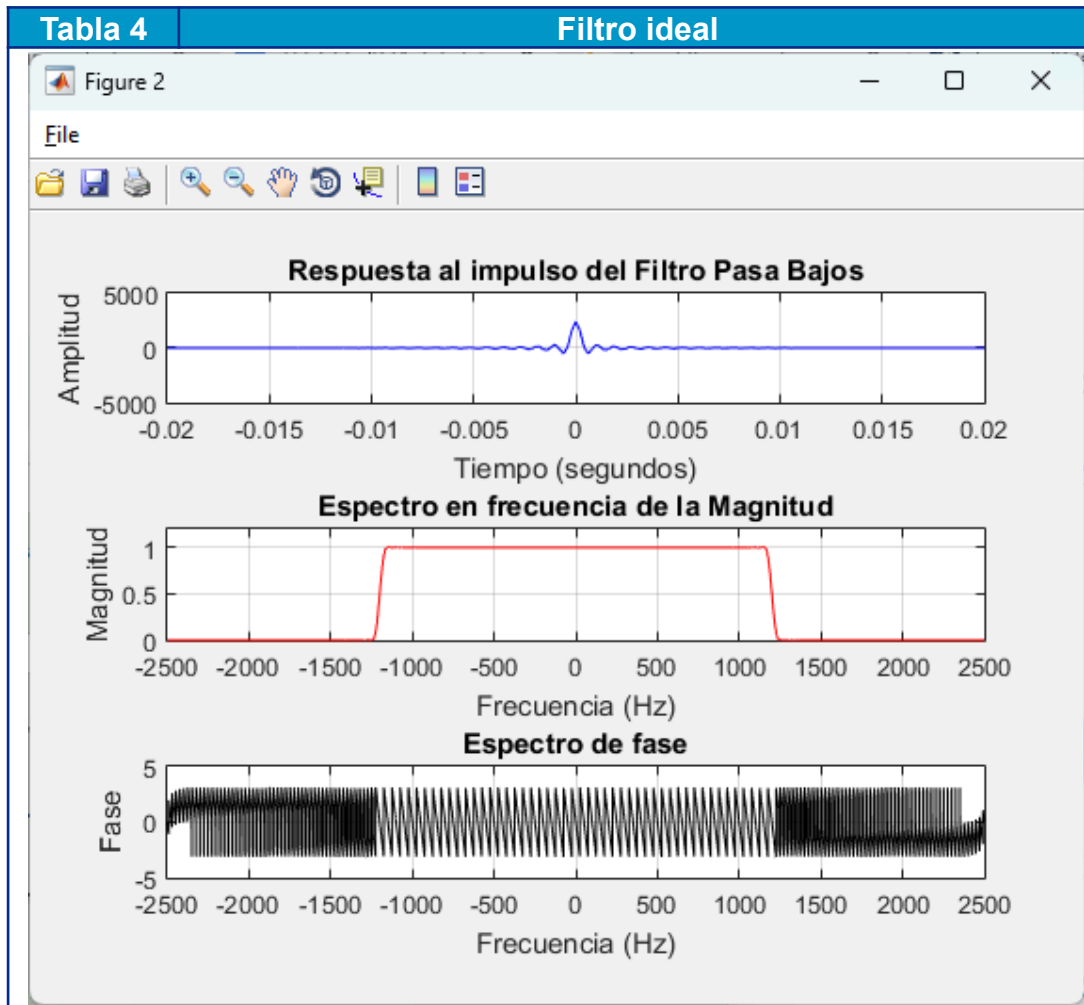 Tabla 4 Filtro ideal
Figure 2
File
Respuesta al impulso del Filtro Pasa Bajos
Amplitud
5000
0
-5000
-0.02 -0.015 -0.01 -0.005 0 0.005 0.01 0.015 0.02
Tiempo (segundos)
Espectro en frecuencia de la Magnitud
Magnitud
1
0.5
0
-2500 -2000 -1500 -1000 -500 0 500 1000 1500 2000 2500
Frecuencia (Hz)
Espectro de fase
Fase
5
0
-5
-2500 -2000 -1500 -1000 -500 0 500 1000 1500 2000 2500
Frecuencia (Hz)